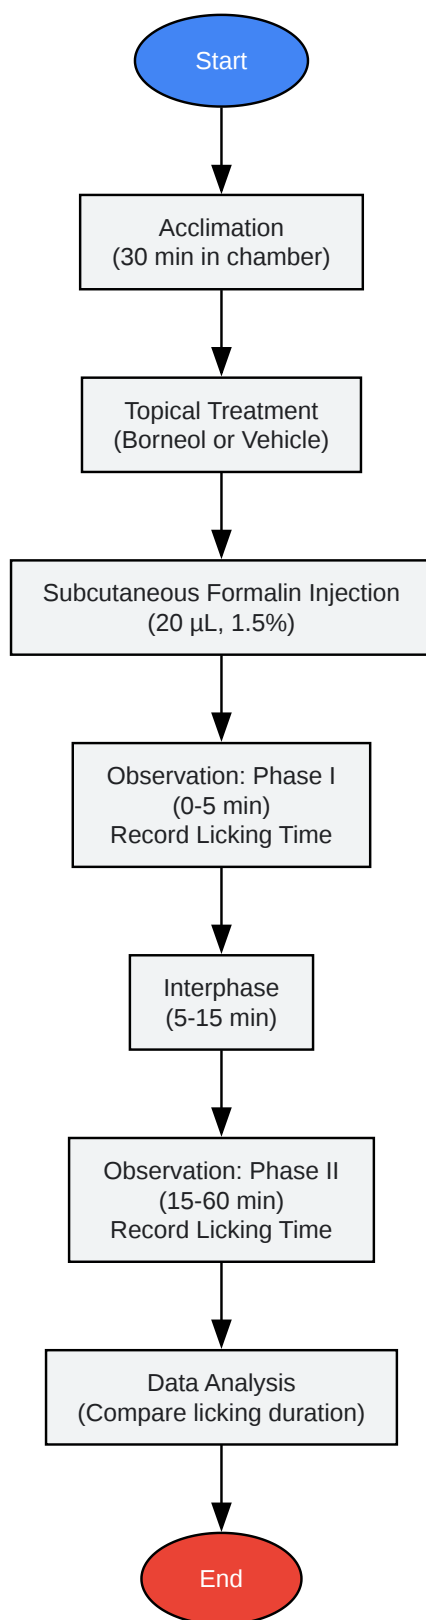 Start
Acclimation
(30 min in chamber)
Topical Treatment
(Borneol or Vehicle)
Subcutaneous Formalin Injection
(20 µL, 1.5%)
Observation: Phase I
(0-5 min)
Record Licking Time
Interphase
(5-15 min)
Observation: Phase II
(15-60 min)
Record Licking Time
Data Analysis
(Compare licking duration)
End